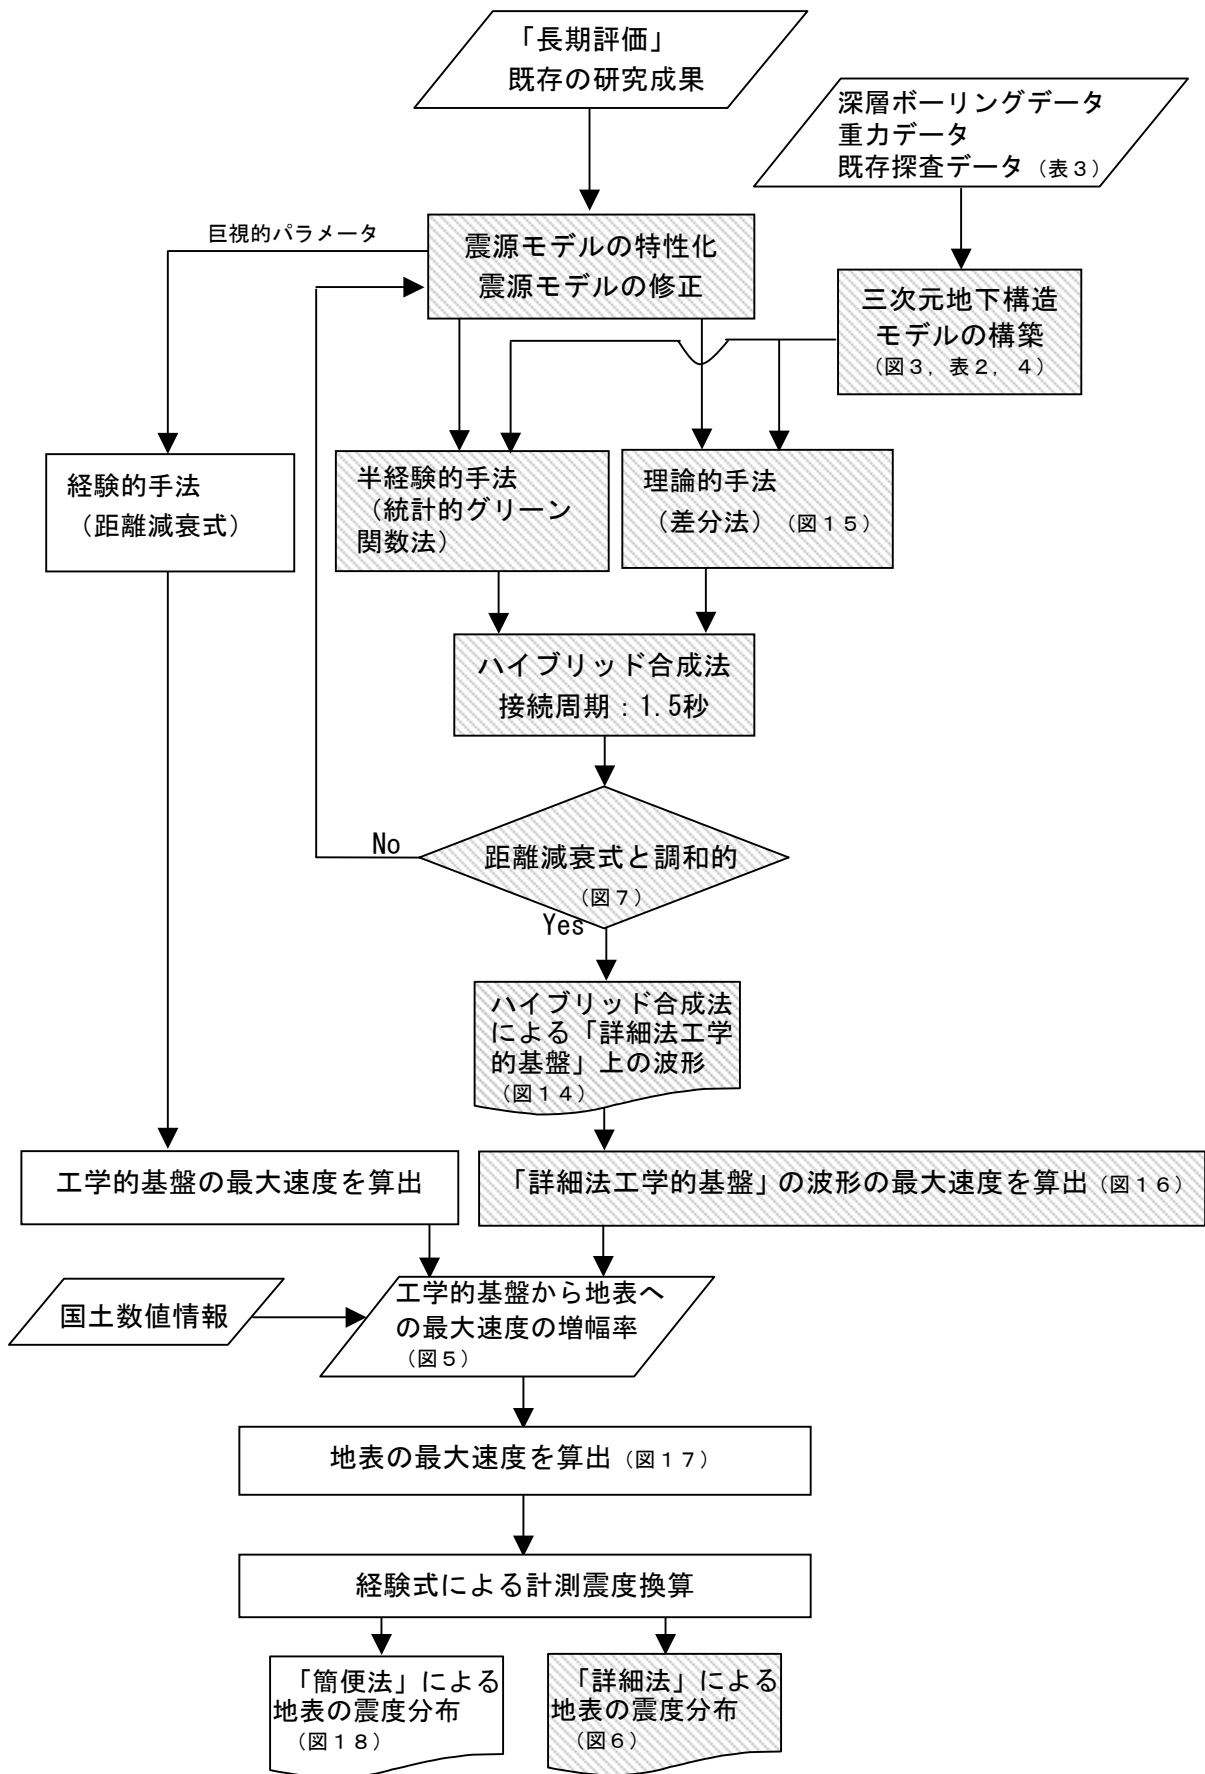 「長期評価」
既存の研究成果
深層ボーリングデータ
重力データ
既存探査データ（表３）
巨視的パラメータ
震源モデルの特性化
震源モデルの修正
三次元地下構造
モデルの構築
（図３，表２，４）
経験的手法
（距離減衰式）
半経験的手法
（統計的グリーン
関数法）
理論的手法
（差分法）（図１５）
ハイブリッド合成法
接続周期：1.5秒
No
距離減衰式と調和的
（図７）
Yes
ハイブリッド合成法
による「詳細法工学
的基盤」上の波形
（図１４）
工学的基盤の最大速度を算出
「詳細法工学的基盤」の波形の最大速度を算出（図１６）
国土数値情報
工学的基盤から地表へ
の最大速度の増幅率
（図５）
地表の最大速度を算出（図１７）
経験式による計測震度換算
「簡便法」による
地表の震度分布
（図１８）
「詳細法」による
地表の震度分布
（図６）